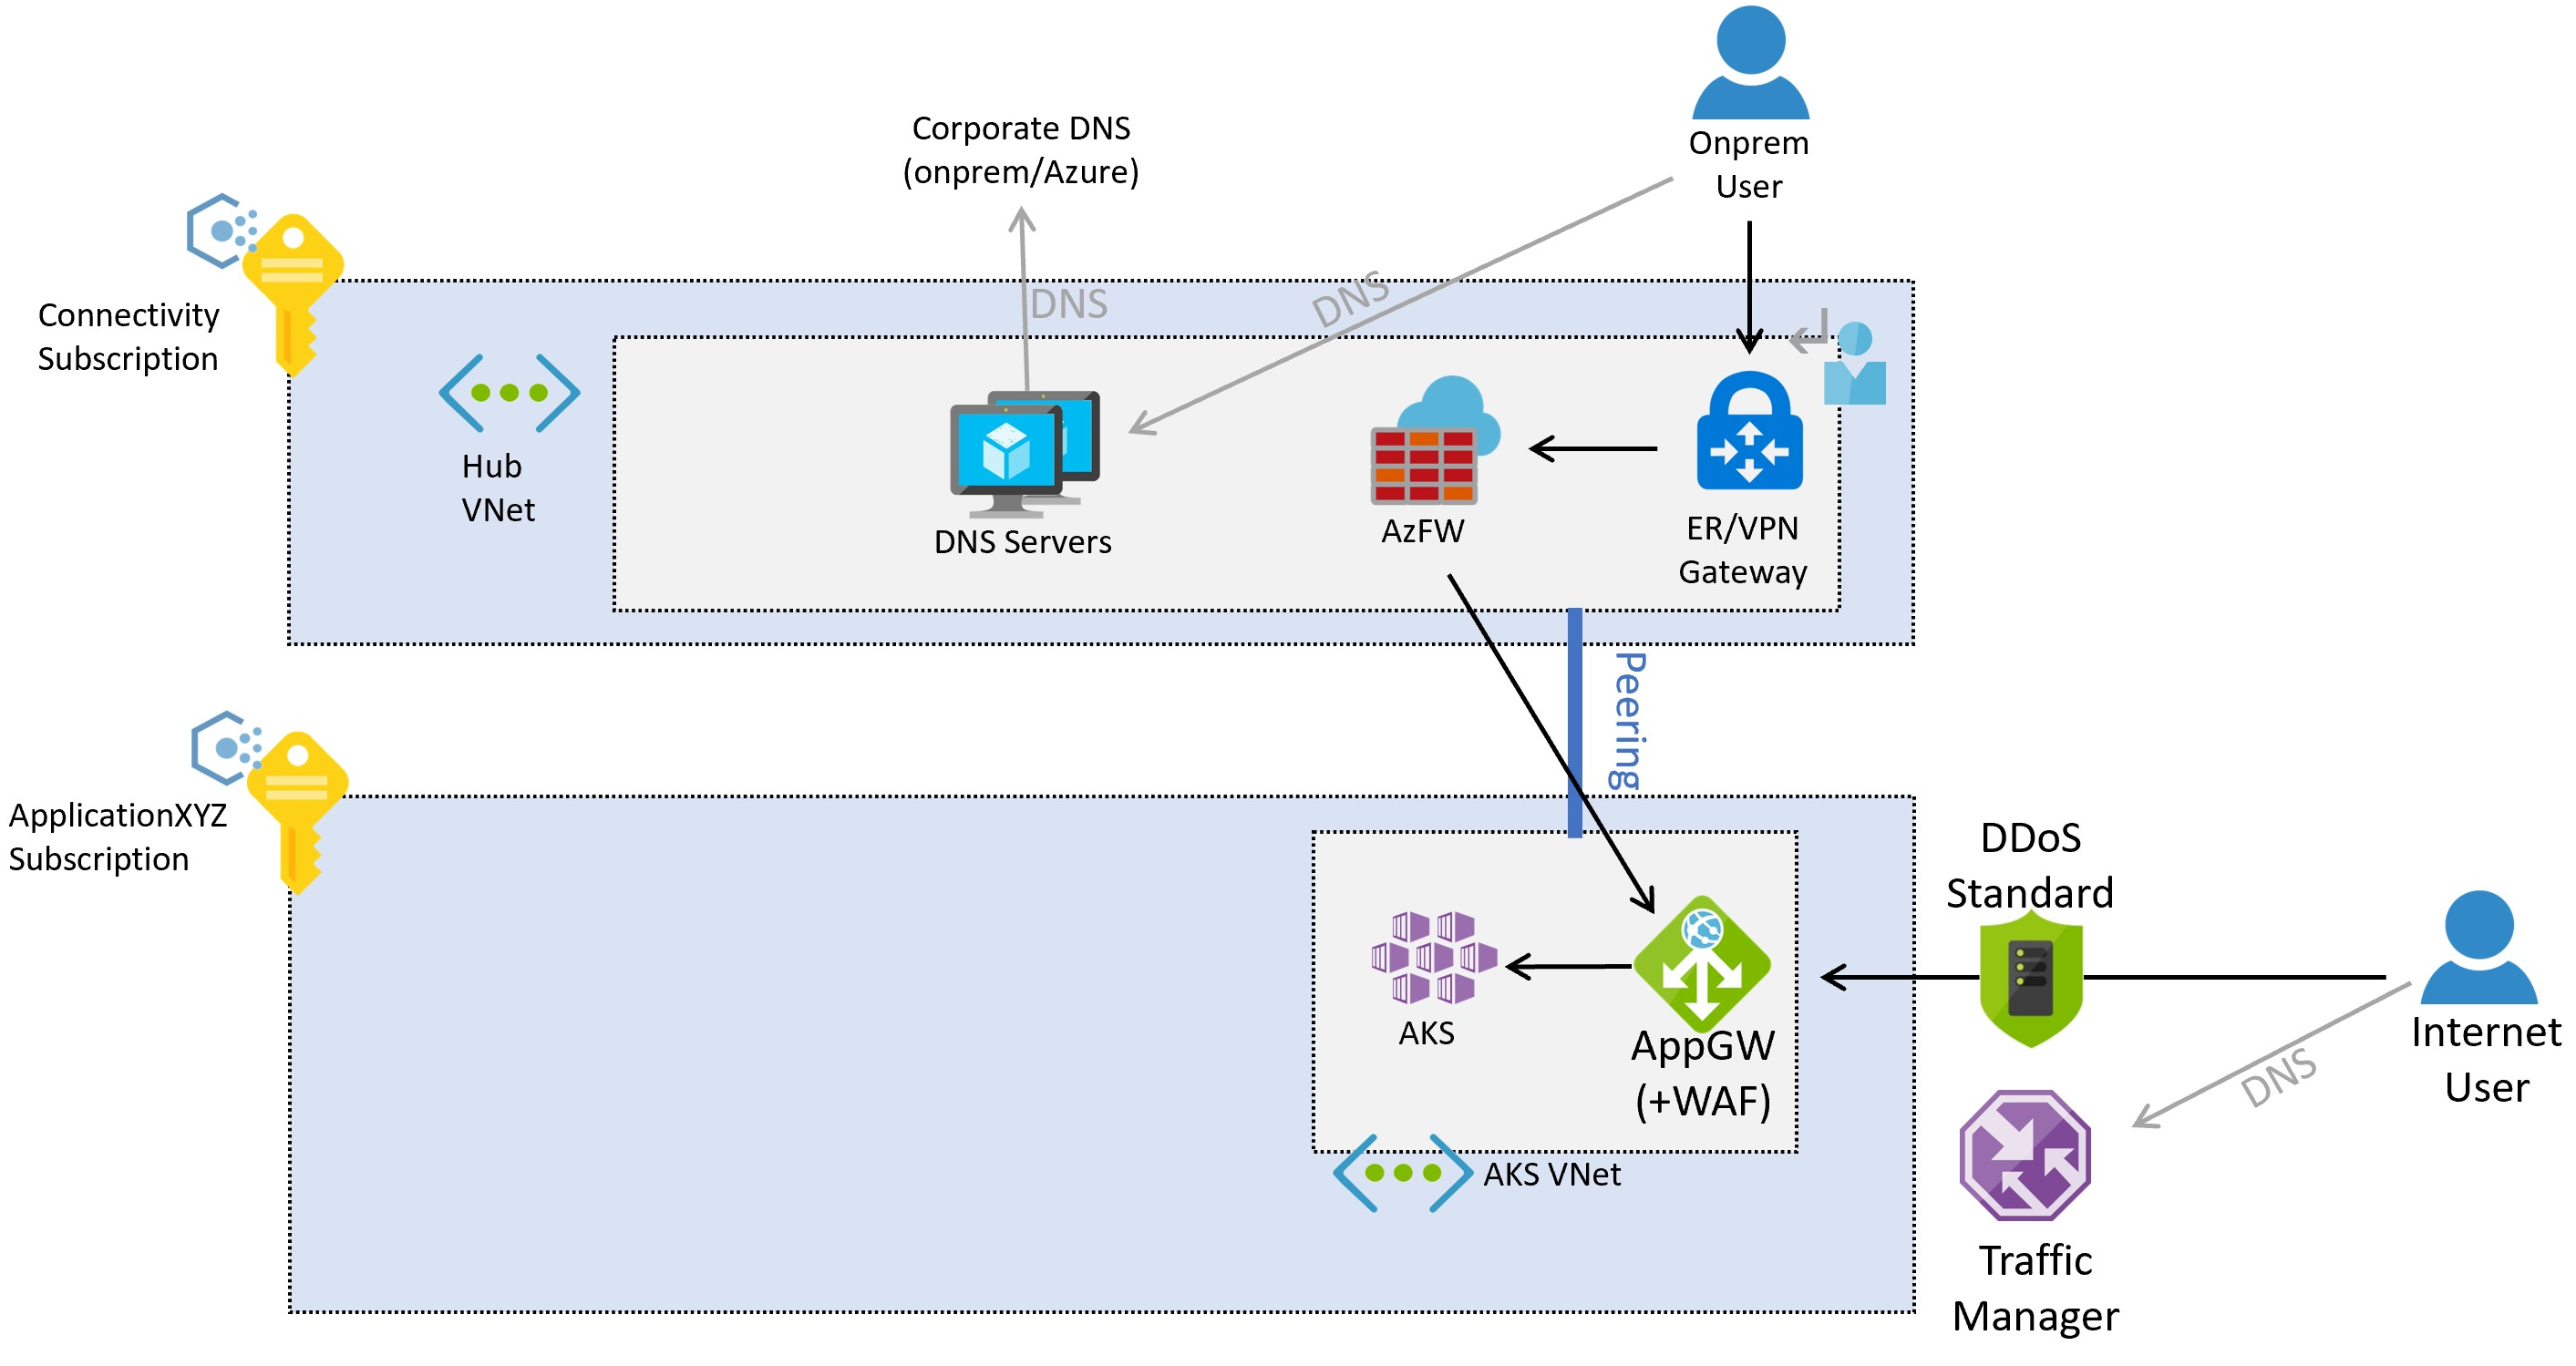 Onprem
User
Corporate DNS
(onprem/Azure)
DNS
DNS
Connectivity
Subscription
Hub
VNet
DNS Servers
AzFW
ER/VPN
Gateway
Peering
ApplicationXYZ
Subscription
DDoS
Standard
AKS
AppGW
(+WAF)
AKS VNet
Internet
User
DNS
Traffic
Manager